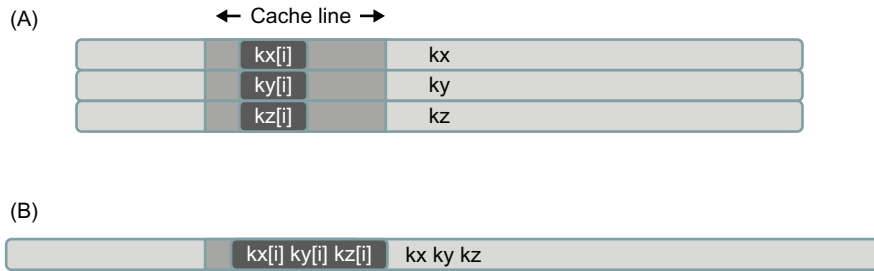 (A)
Cache line
kx[i] kx
ky[i] ky
kz[i] kz
(B)
kx[i] ky[i] kz[i] kx ky kz